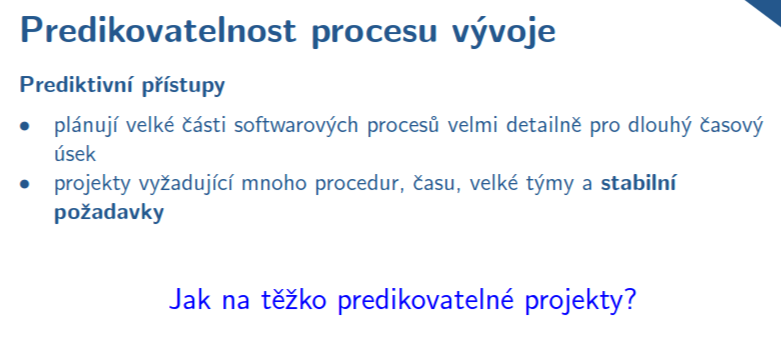 Predikovatelnost procesu vývoje
Prediktivní přístupy
• plánují velké části softwarových procesů velmi detailně pro dlouhý časový
úsek
• projekty vyžadující mnoho procedur, času, velké týmy a stabilní
požadavky
Jak na těžko predikovatelné projekty?